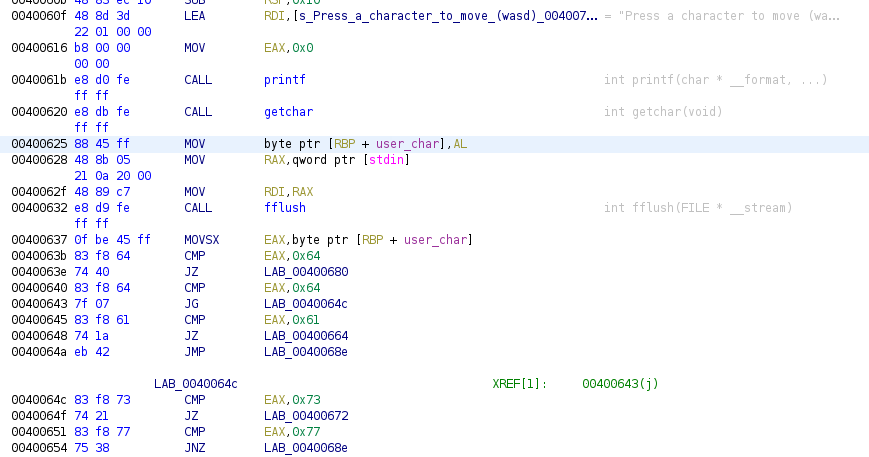 0040060b 48 83 ec 10 SUB RSP,0x10
0040060f 48 8d 3d LEA RDI,[s_Press_a_character_to_move_(wasd)_004007... = "Press a character to move (wa...
22 01 00 00
00400616 b8 00 00 MOV EAX,0x0
00 00
0040061b e8 d0 fe CALL printf int printf(char * __format, ...)
ff ff
00400620 e8 db fe CALL getchar int getchar(void)
ff ff
00400625 88 45 ff MOV byte ptr [RBP + user_char],AL
00400628 48 8b 05 MOV RAX,qword ptr [stdin]
21 0a 20 00
0040062f 48 89 c7 MOV RDI,RAX
00400632 e8 d9 fe CALL fflush int fflush(FILE * __stream)
ff ff
00400637 0f be 45 ff MOVSX EAX,byte ptr [RBP + user_char]
0040063b 83 f8 64 CMP EAX,0x64
0040063e 74 40 JZ LAB_00400680
00400640 83 f8 64 CMP EAX,0x64
00400643 7f 07 JG LAB_0040064c
00400645 83 f8 61 CMP EAX,0x61
00400648 74 1a JZ LAB_00400664
0040064a eb 42 JMP LAB_0040068e
LAB_0040064c XREF[1]: 00400643(j)
0040064c 83 f8 73 CMP EAX,0x73
0040064f 74 21 JZ LAB_00400672
00400651 83 f8 77 CMP EAX,0x77
00400654 75 38 JNZ LAB_0040068e